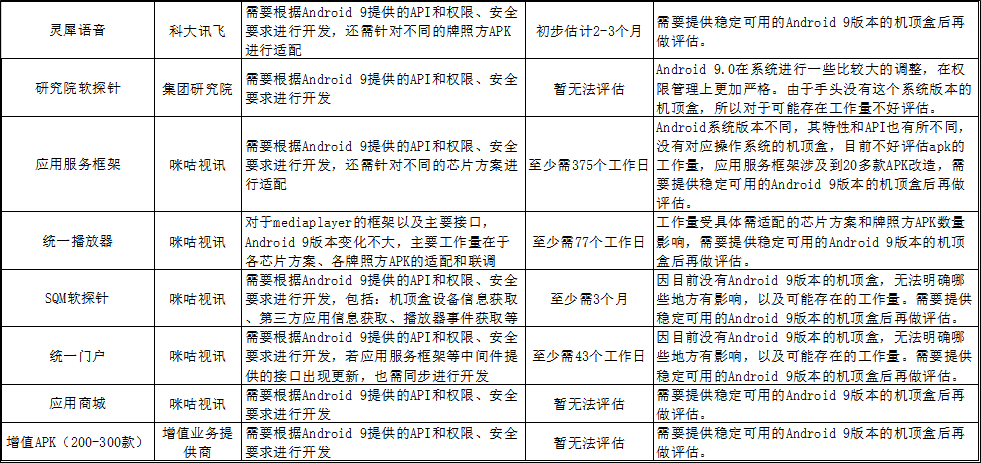 灵犀语音
科大讯飞
需要根据Android 9提供的API和权限、安全
要求进行开发，还需针对不同的牌照方APK
进行适配
初步估计2-3个月
需要提供稳定可用的Android 9版本的机顶盒后再
做评估。
研究院软探针
集团研究院
需要根据Android 9提供的API和权限、安全
要求进行开发
暂无法评估
Android 9.0在系统进行一些比较大的调整，在权
限管理上更加严格。由于手头没有这个系统版本的
机顶盒，所以对于可能存在工作量不好评估。
应用服务框架
咪咕视讯
需要根据Android 9提供的API和权限、安全
要求进行开发，还需针对不同的芯片方案进
行适配
至少需375个工作日
Android系统版本不同，其特性和API也有所不同，
没有对应操作系统的机顶盒，目前不好评估apk的
工作量，应用服务框架涉及到20多款APK改造，需
要提供稳定可用的Android 9版本的机顶盒后再做
评估。
统一播放器
咪咕视讯
对于mediaplayer的框架以及主要接口，
Android 9版本变化不大，主要工作量在于
各芯片方案、各牌照方APK的适配和联调
至少需77个工作日
工作量受具体需适配的芯片方案和牌照方APK数量
影响，需要提供稳定可用的Android 9版本的机顶
盒后再做评估。
SQM软探针
咪咕视讯
需要根据Android 9提供的API和权限、安全
要求进行开发，包括：机顶盒设备信息获取
、第三方应用信息获取、播放器事件获取等
至少需3个月
因目前没有Android 9版本的机顶盒，无法明确哪
些地方有影响，以及可能存在的工作量。需要提供
稳定可用的Android 9版本的机顶盒后再做评估。
统一门户
咪咕视讯
需要根据Android 9提供的API和权限、安全
要求进行开发，若应用服务框架等中间件提
供的接口出现更新，也需同步进行开发
至少需43个工作日
因目前没有Android 9版本的机顶盒，无法明确哪
些地方有影响，以及可能存在的工作量。需要提供
稳定可用的Android 9版本的机顶盒后再做评估。
应用商城
咪咕视讯
需要根据Android 9提供的API和权限、安全
要求进行开发
暂无法评估
需要提供稳定可用的Android 9版本的机顶盒后再
做评估。
增值APK（200-300款）
增值业务提
供商
需要根据Android 9提供的API和权限、安全
要求进行开发
暂无法评估
需要提供稳定可用的Android 9版本的机顶盒后再
做评估。